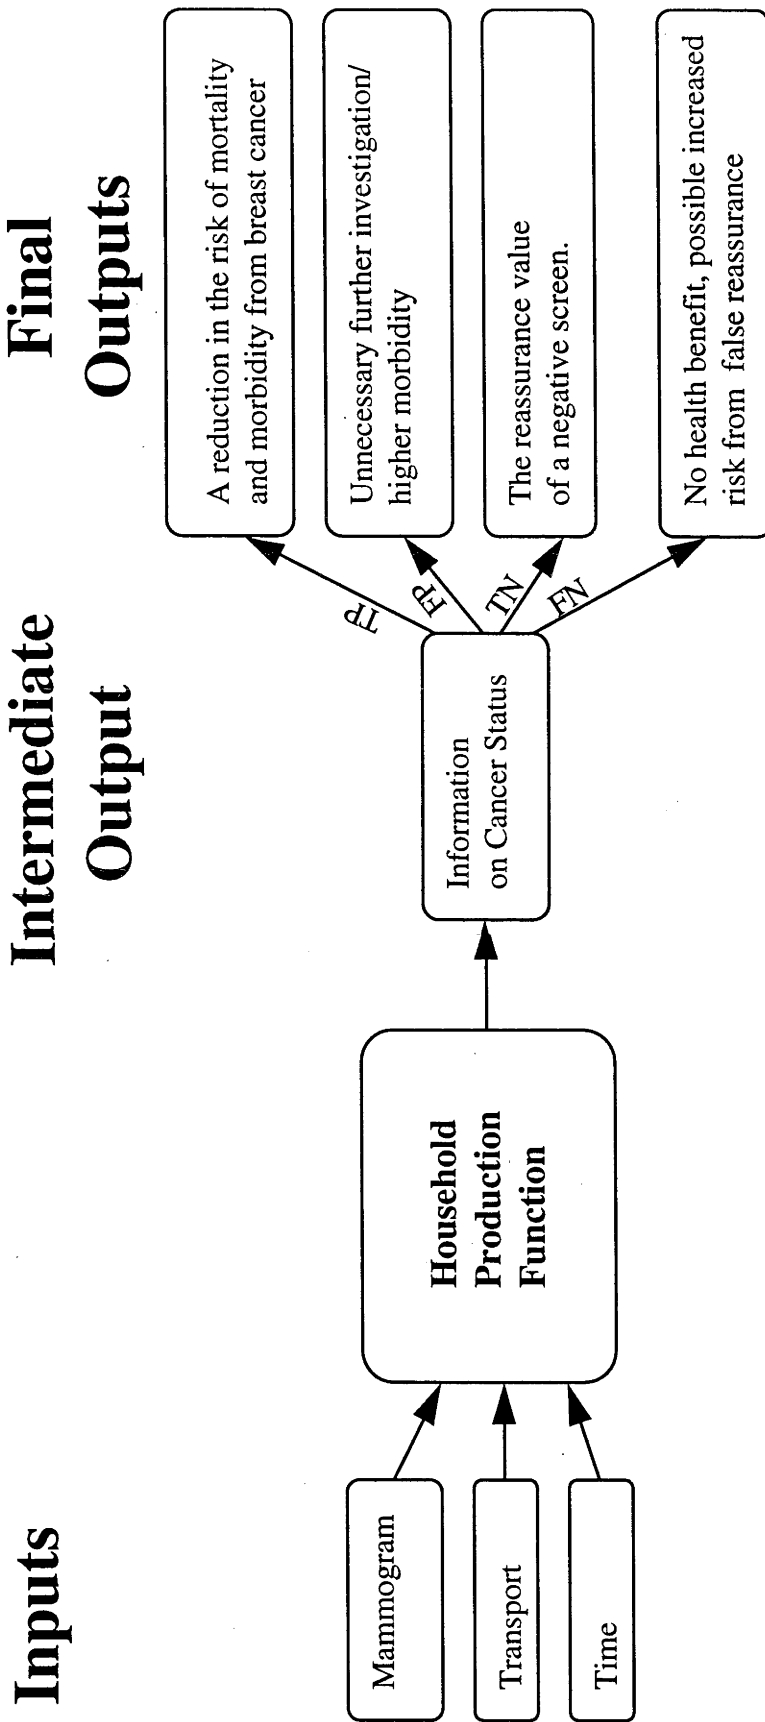 Inputs
Intermediate
Output
Final
Outputs
Mammogram
Transport
Time
Household
Production
Function
Information
on Cancer Status
TP
FP
TN
FN
A reduction in the risk of mortality
and morbidity from breast cancer
Unnecessary further investigation/
higher morbidity
The reassurance value
of a negative screen.
No health benefit, possible increased
risk from false reassurance